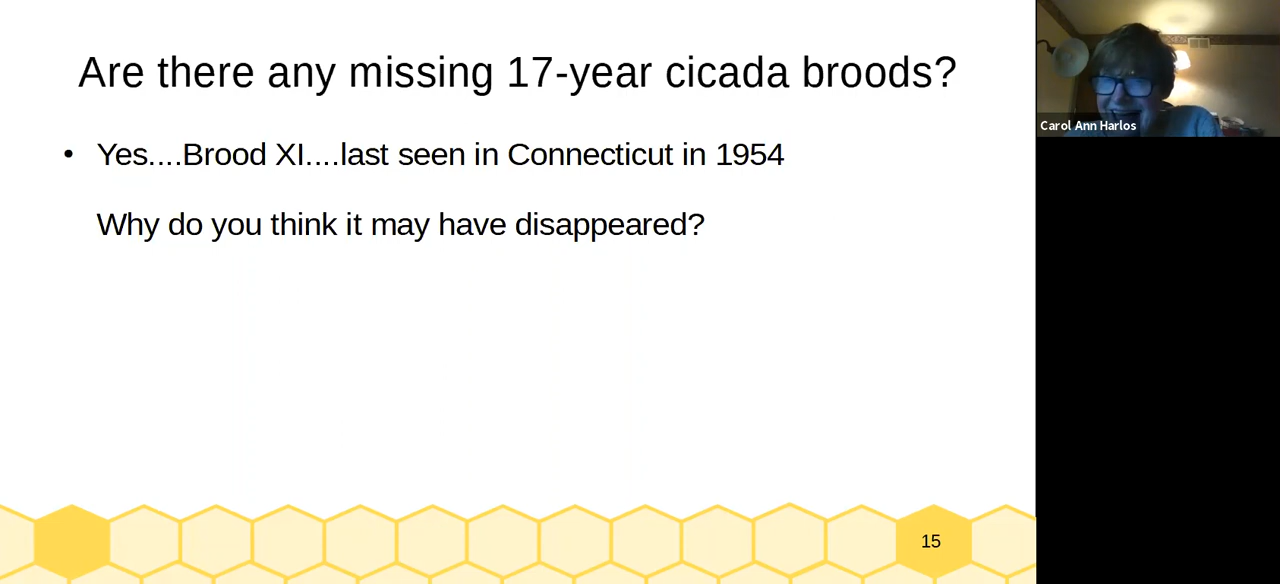 Are there any missing 17-year cicada broods?
• Yes....Brood XI....last seen in Connecticut in 1954
Why do you think it may have disappeared?
15
Carol Ann Harlos